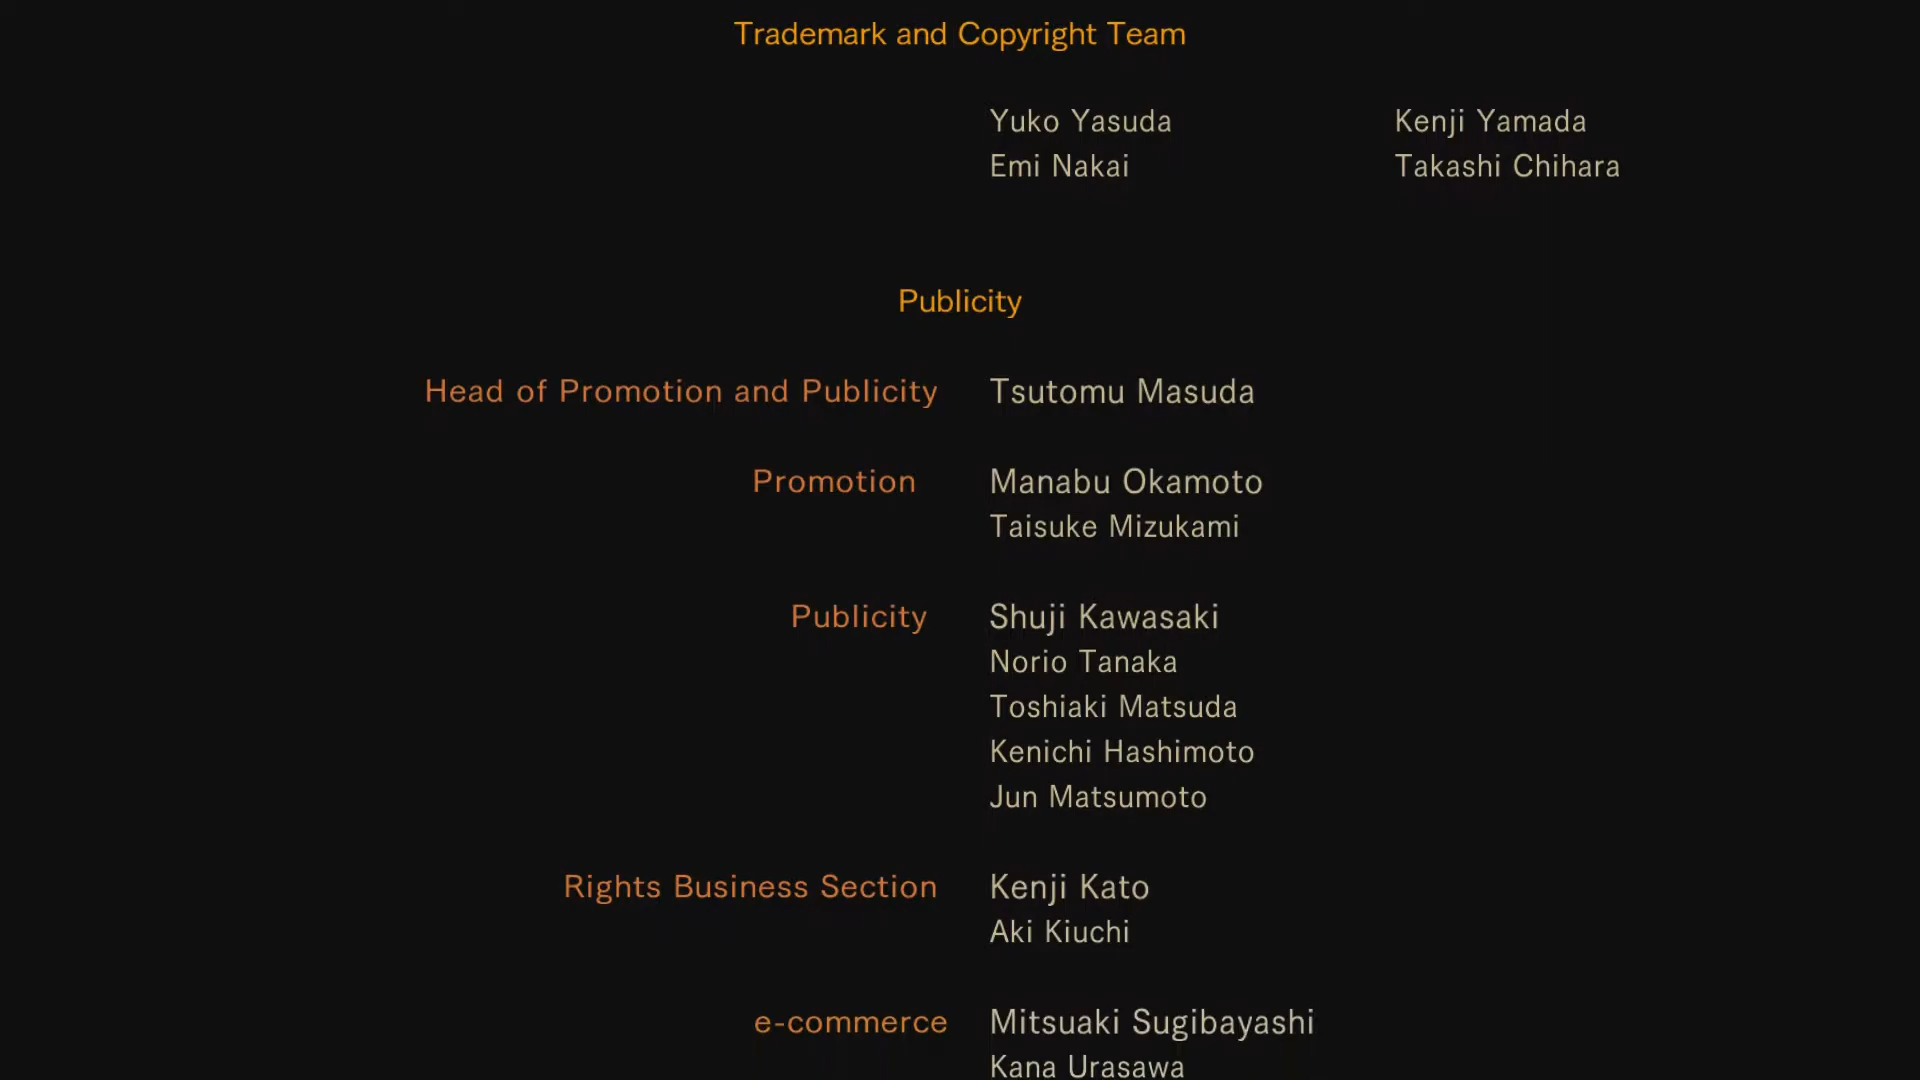 Trademark and Copyright Team
Yuko Yasuda Kenji Yamada
Emi Nakai Takashi Chihara
Publicity
Head of Promotion and Publicity Tsutomu Masuda
Promotion Manabu Okamoto
Taisuke Mizukami
Publicity Shuji Kawasaki
Norio Tanaka
Toshiaki Matsuda
Kenichi Hashimoto
Jun Matsumoto
Rights Business Section Kenji Kato
Aki Kiuchi
e-commerce Mitsuaki Sugibayashi
Kana Urasawa